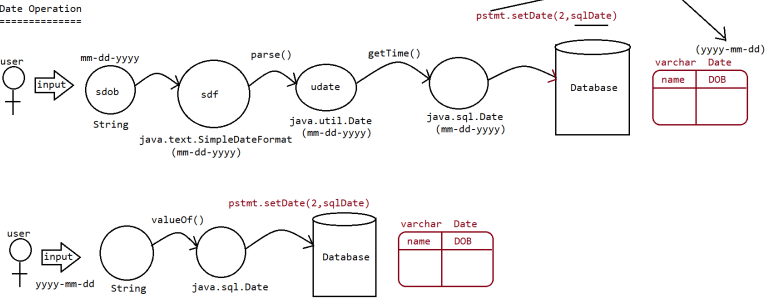 Date Operation
==============
pstmt.setDate(2,sqlDate)
user
input
mm-dd-yyyy
sdob
String
sdf
java.text.SimpleDateFormat
(mm-dd-yyyy)
parse()
udate
java.util.Date
(mm-dd-yyyy)
getTime()
java.sql.Date
(mm-dd-yyyy)
Database
(yyyy-mm-dd)
varchar Date
name DOB
user
input
yyyy-mm-dd
String
valueOf()
java.sql.Date
pstmt.setDate(2,sqlDate)
Database
varchar Date
name DOB